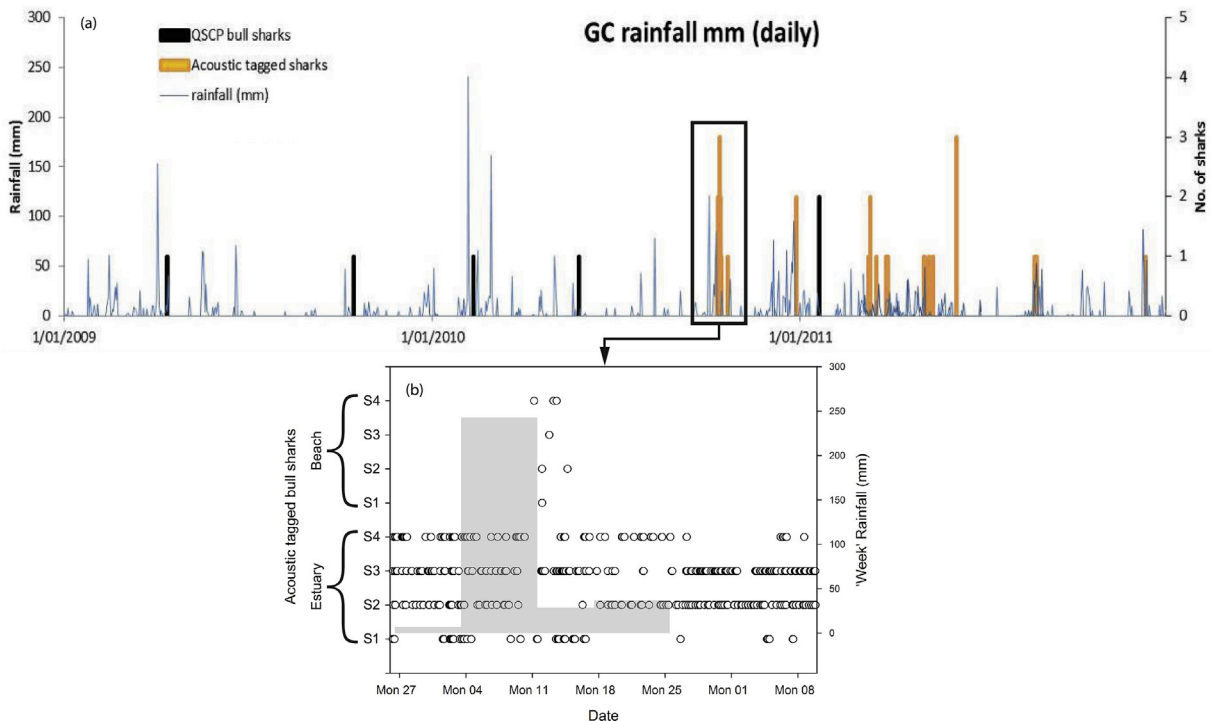 (a)
GC rainfall mm (daily)
QSCP bull sharks
Acoustic tagged sharks
rainfall (mm)
Rainfall (mm)
300
250
200
150
100
50
0
5
4
3
2
1
0
No. of sharks
1/01/2009
1/01/2010
1/01/2011
(b)
Acoustic tagged bull sharks
Beach
Estuary
S4
S3
S2
S1
S4
S3
S2
S1
300
250
200
150
100
50
0
'Week' Rainfall (mm)
Mon 27
Mon 04
Mon 11
Mon 18
Mon 25
Mon 01
Mon 08
Date